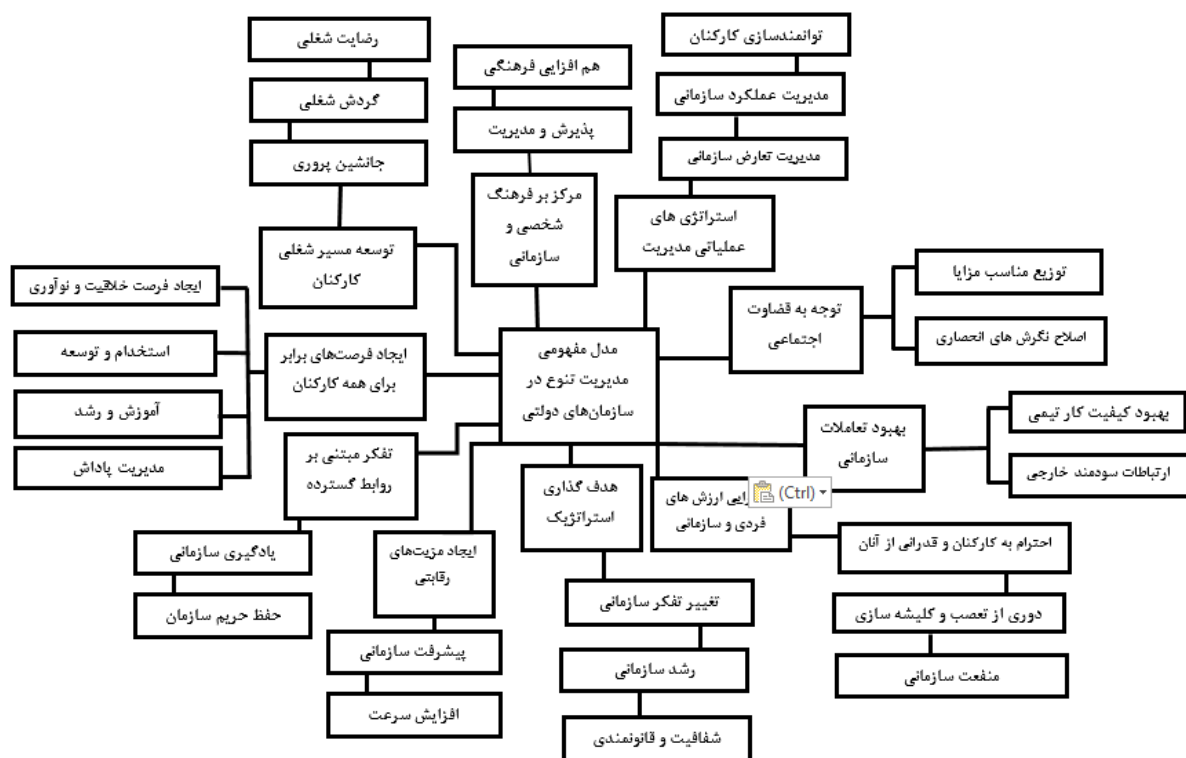 رضایت شغلی
گردش شغلی
جانشین پروری
توسعه مسیر شغلی
کارکنان
هم افزایی فرهنگی
پذیرش و مدیریت
مرکز بر فرهنگ
شخصی و
سازمانی
توانمندسازی کارکنان
مدیریت عملکرد سازمانی
مدیریت تعارض سازمانی
استراتژی های
عملیاتی مدیریت
توزیع مناسب مزایا
اصلاح نگرش های انحصاری
توجه به قضاوت
اجتماعی
ایجاد فرصت خلاقیت و نوآوری
استخدام و توسعه
آموزش و رشد
مدیریت پاداش
ایجاد فرصت‌های برابر
برای همه کارکنان
مدل مفهومی
مدیریت تنوع در
سازمان‌های دولتی
بهبود تعاملات
سازمانی
بهبود کیفیت کار تیمی
ارتباطات سودمند خارجی
تفکر مبتنی بر
روابط گسترده
یادگیری سازمانی
حفظ حریم سازمان
ایجاد مزیت‌های
رقابتی
پیشرفت سازمانی
افزایش سرعت
هدف گذاری
استراتژیک
تغییر تفکر سازمانی
رشد سازمانی
شفافیت و قانونمندی
(Ctrl)
ارزش های
فردی و سازمانی
احترام به کارکنان و قدرانی از آنان
دوری از تعصب و کلیشه سازی
منفعت سازمانی